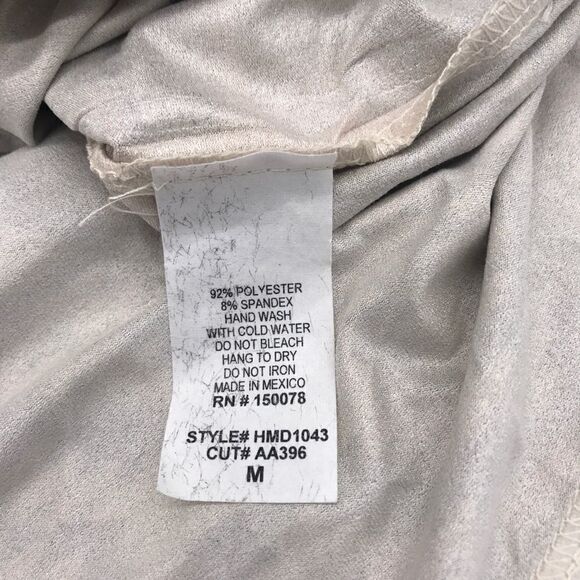 92% POLYESTER
8% SPANDEX
HAND WASH
WITH COLD WATER
DO NOT BLEACH
HANG TO DRY
DO NOT IRON
MADE IN MEXICO
RN # 150078
STYLE# HMD1043
CUT# AA396
M